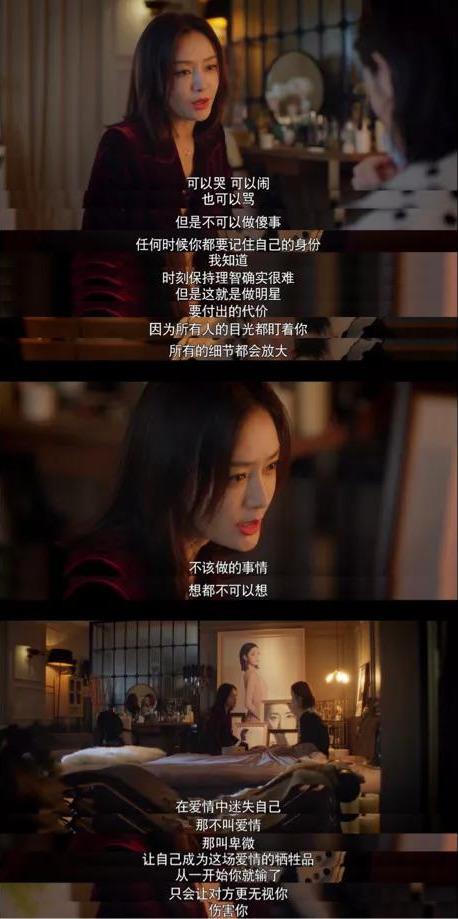 可以哭 可以闹
也可以骂
但是不可以做傻事
任何时候你都要记住自己的身份
我知道
时刻保持理智确实很难
但是这就是做明星
要付出的代价
因为所有人的目光都盯着你
所有的细节都会放大
不该做的事情
想都不可以想
在爱情中迷失自己
那不叫爱情
那叫卑微
让自己成为这场爱情的牺牲品
从一开始你就输了
只会让对方更无视你
伤害你